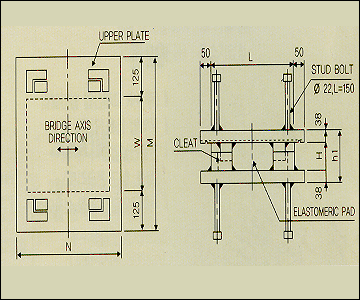 UPPER PLATE
50
L
50
STUD BOLT
Ø 22,L=150
125
38
BRIDGE AXIS
DIRECTION
W
M
CLEAT
H
h1
38
125
ELASTOMERIC PAD
N